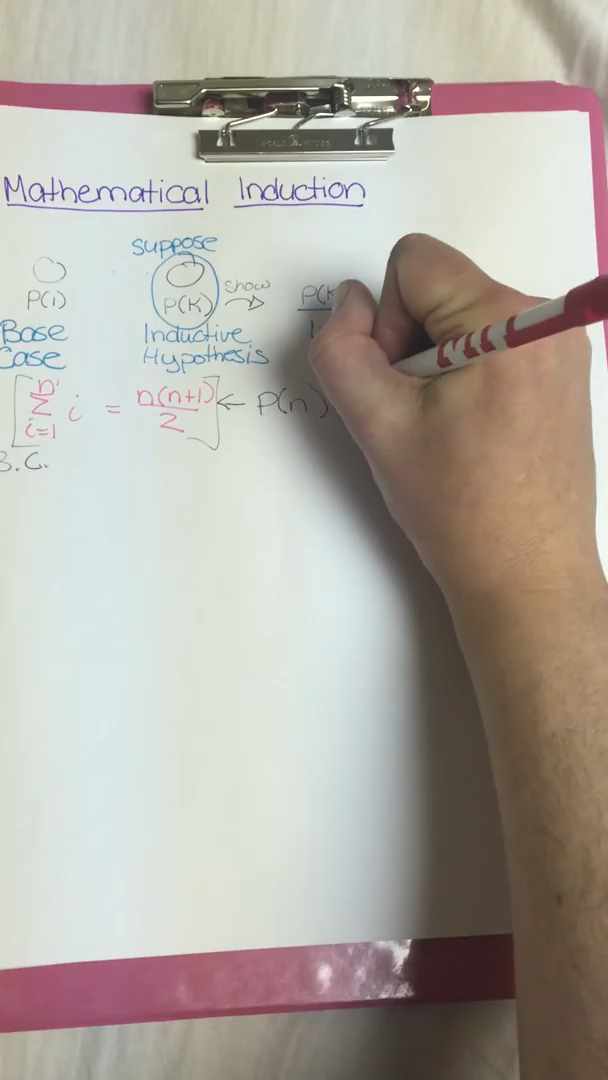 Mathematical Induction
suppose
P(1)
P(K)
show
P(K
Base
Case
Inductive
Hypothesis
[ n Σ i=1 i = n(n+1) / 2 ] ← P(n)
B.C.